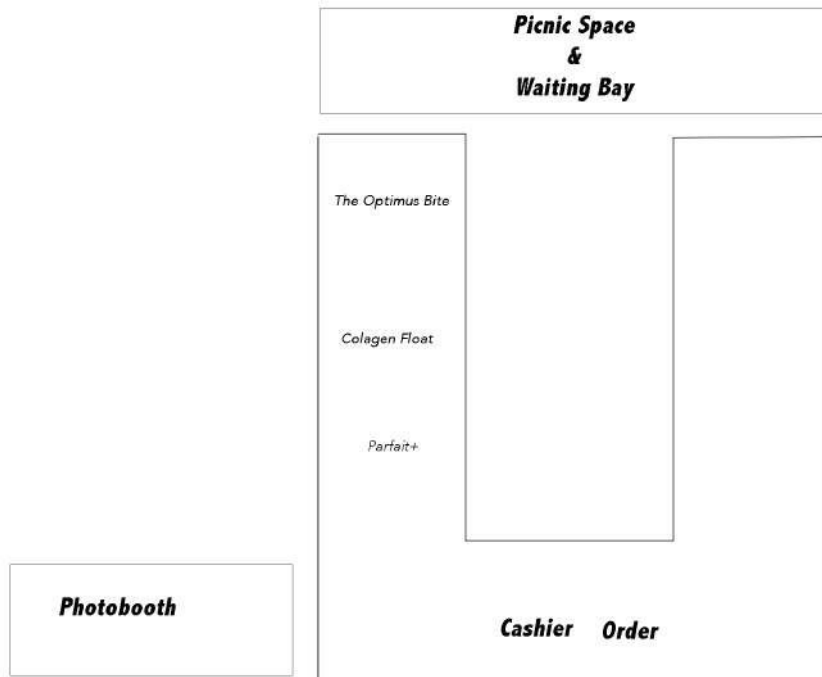 Picnic Space
&
Waiting Bay
The Optimus Bite
Colagen Float
Parfait+
Photobooth
Cashier Order